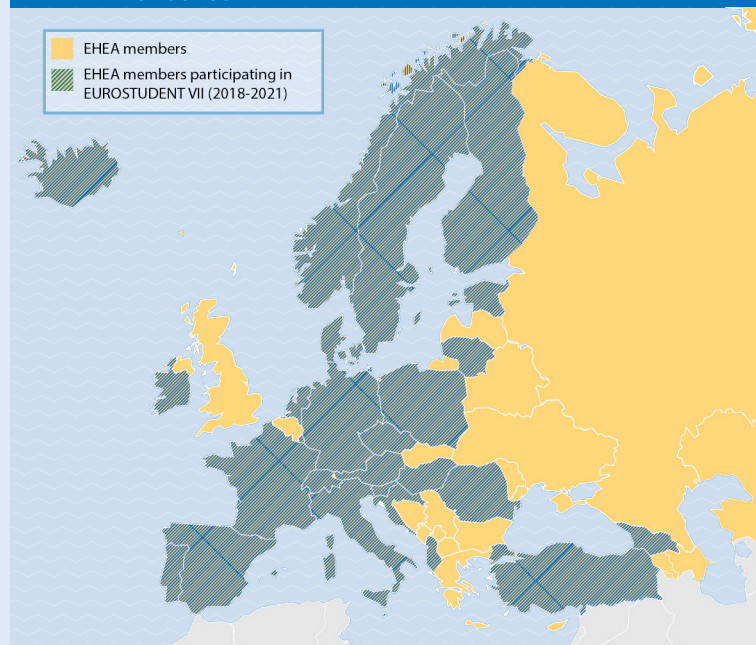 EHEA members
EHEA members participating in
EUROSTUDENT VII (2018-2021)